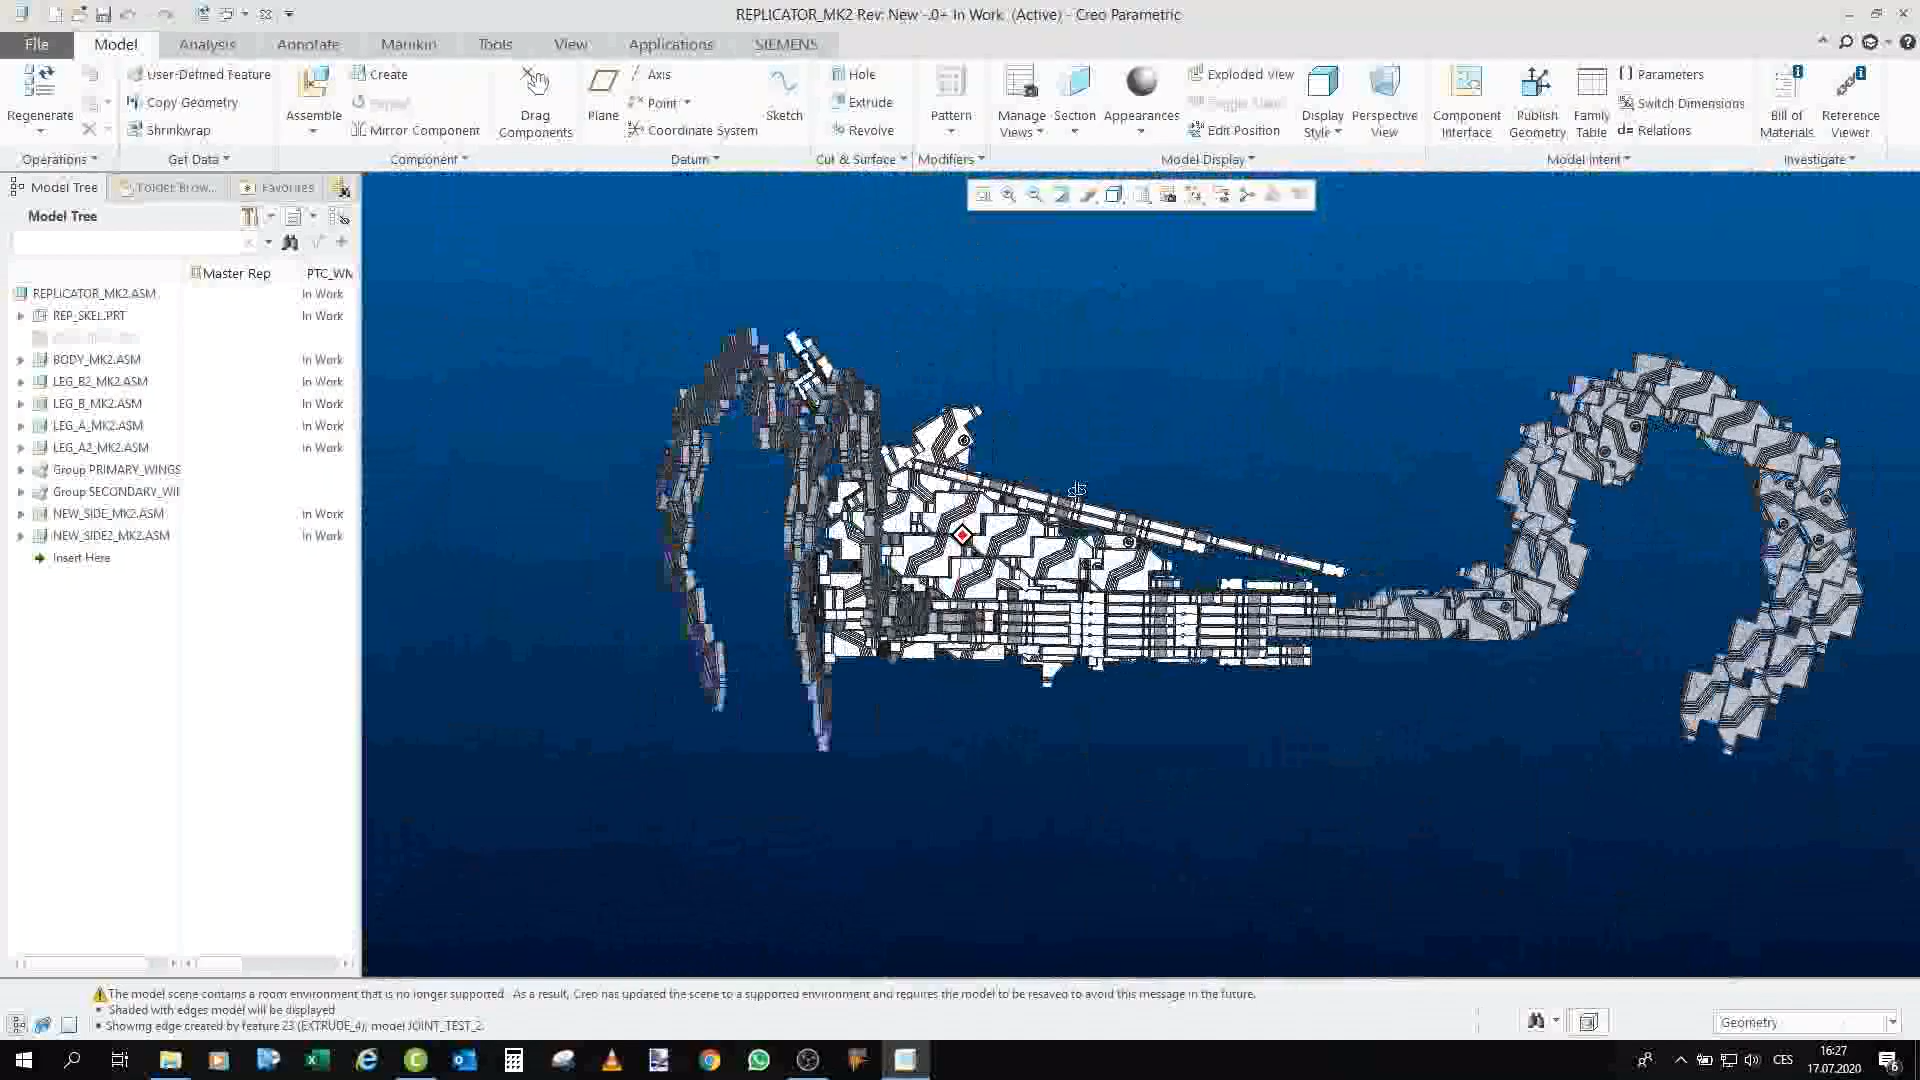 REPLICATOR_MK2 Rev: New -.0+ In Work (Active) - Creo Parametric
File Model Analysis Annotate Manikin Tools View Applications SIEMENS
User-Defined Feature
Copy Geometry
Shrinkwrap
Regenerate
Assemble
Create
Repeat
Mirror Component
Drag
Components
Plane
Axis
Point
Coordinate System
Sketch
Hole
Extrude
Revolve
Pattern
Manage
Views
Section
Appearances
Exploded View
Edit Position
Display
Style
Perspective
View
Component
Interface
Publish
Geometry
Family
Table
Parameters
Switch Dimensions
d= Relations
Bill of
Materials
Reference
Viewer
Operations Get Data Component Datum Cut & Surface Modifiers Model Display Model Intent Investigate
Model Tree Folder Brow... Favorites
Model Tree
Master Rep PTC_WM
REPLICATOR_MK2.ASM In Work
REP_SKEL.PRT In Work
BODY_MK2.ASM In Work
LEG_B2_MK2.ASM In Work
LEG_B_MK2.ASM In Work
LEG_A_MK2.ASM In Work
LEG_A2_MK2.ASM In Work
Group PRIMARY_WINGS
Group SECONDARY_WI
NEW_SIDE_MK2.ASM In Work
NEW_SIDE2_MK2.ASM In Work
Insert Here
The model scene contains a room environment that is no longer supported. As a result, Creo has updated the scene to a supported environment and requires the model to be resaved to avoid this message in the future.
• Shaded with edges model will be displayed
• Showing edge created by feature 23 (EXTRUDE_4), model JOINT_TEST_2.
Geometry
CES
16:27
17.07.2020
6